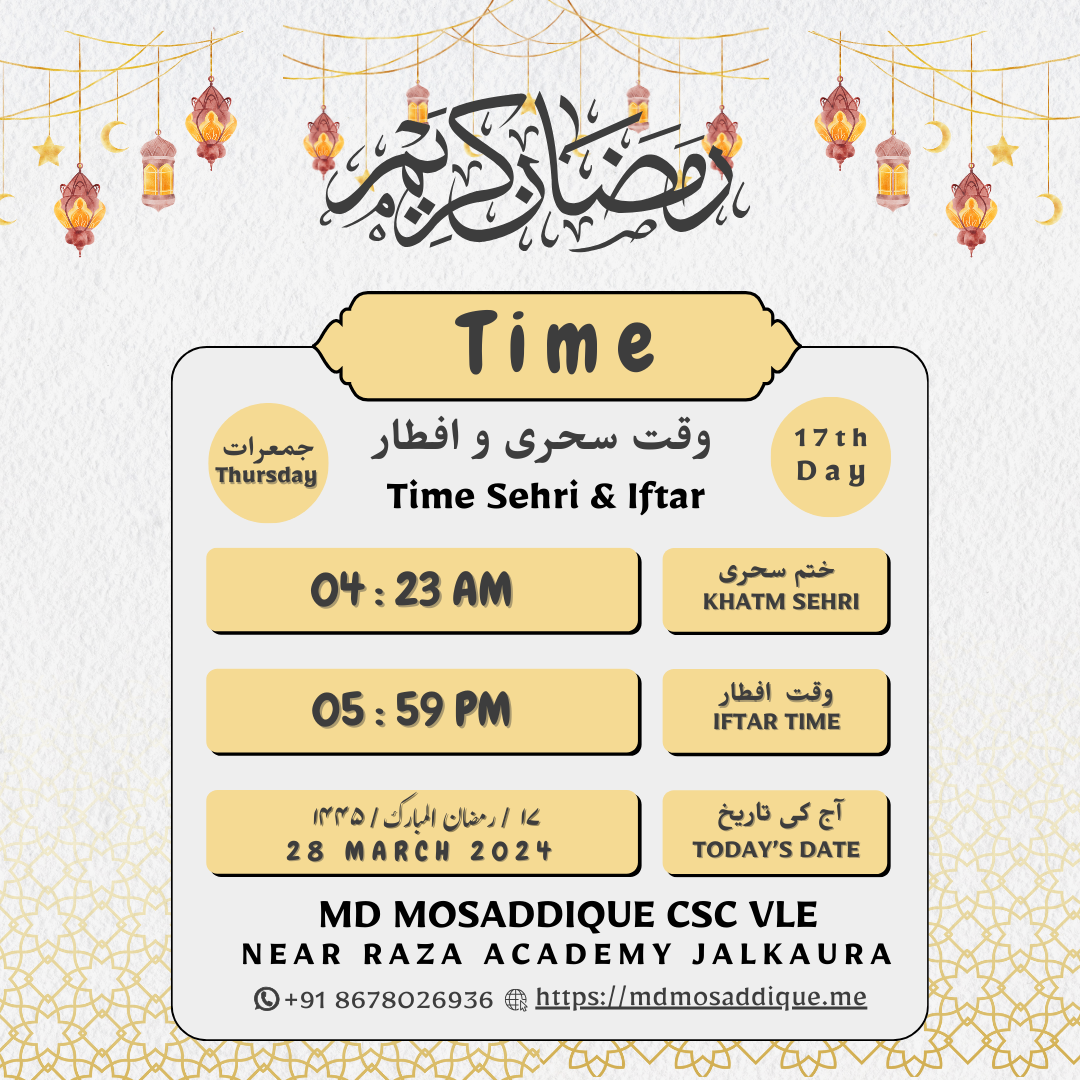 رمضان كريم
Time
جمعرات
Thursday
وقت سحری و افطار
Time Sehri & Iftar
17th
Day
04 : 23 AM
ختم سحری
KHATM SEHRI
05 : 59 PM
وقت افطار
IFTAR TIME
۱۷ / رمضان المبارک / ۱۴۴۵
28 MARCH 2024
آج کی تاریخ
TODAY'S DATE
MD MOSADDIQUE CSC VLE
NEAR RAZA ACADEMY JALKAURA
+91 8678026936 https://mdmosaddique.me